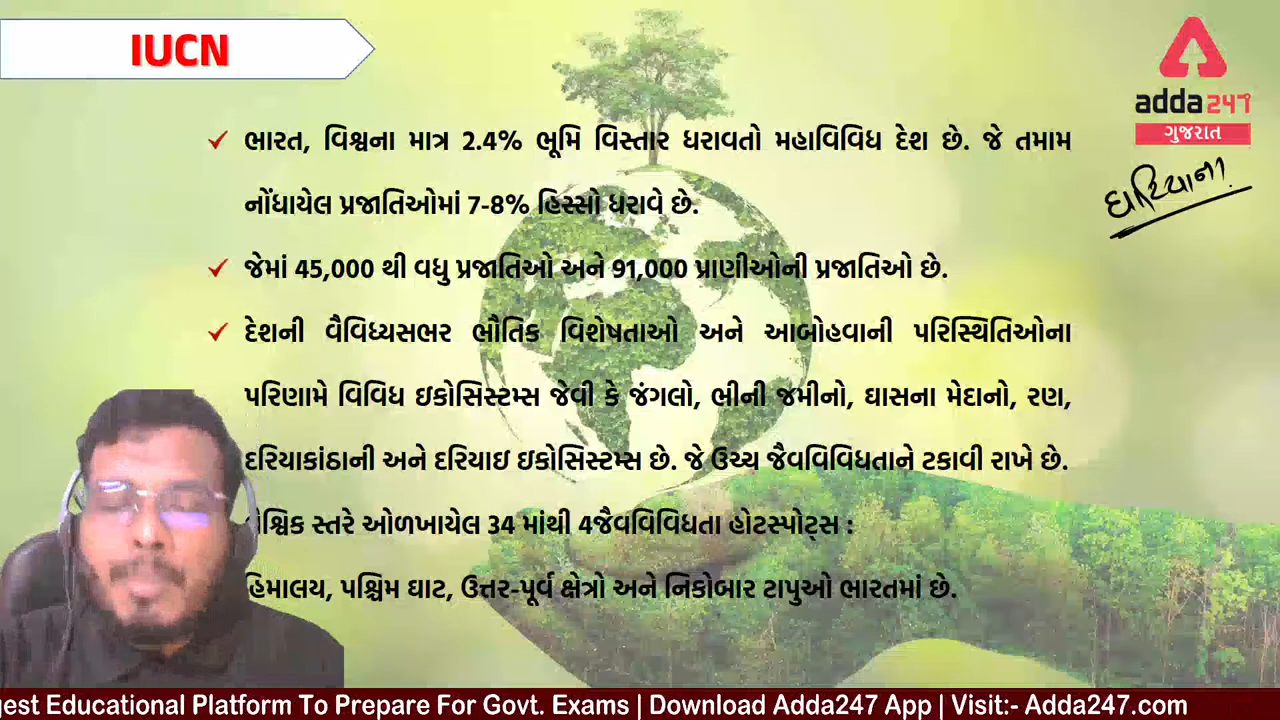 IUCN
adda247
ગુજરાત
ભારત, વિશ્વના માત્ર 2.4% ભૂમિ વિસ્તાર ધરાવતો મહાવિવિધ દેશ છે. જે તમામ
નોંધાયેલ પ્રજાતિઓમાં 7-8% હિસ્સો ધરાવે છે.
જેમાં 45,000 થી વધુ પ્રજાતિઓ અને 91,000 પ્રાણીઓની પ્રજાતિઓ છે.
દેશની વૈવિધ્યસભર ભૌતિક વિશેષતાઓ અને આબોહવાની પરિસ્થિતિઓના
પરિણામે વિવિધ ઇકોસિસ્ટમ્સ જેવી કે જંગલો, ભીની જમીનો, ઘાસના મેદાનો, રણ,
દરિયાકાંઠાની અને દરિયાઇ ઇકોસિસ્ટમ્સ છે. જે ઉચ્ચ જૈવવિવિધતાને ટકાવી રાખે છે.
સ્તરે ઓળખાયેલ 34 માંથી 4જૈવવિવિધતા હોટસ્પોટ્સ :
હિમાલય, પશ્ચિમ ઘાટ, ઉત્તર-પૂર્વ ક્ષેત્રો અને નિકોબાર ટાપુઓ ભારતમાં છે.
Educational Platform To Prepare For Govt. Exams | Download Adda247 App | Visit:- Adda247.com